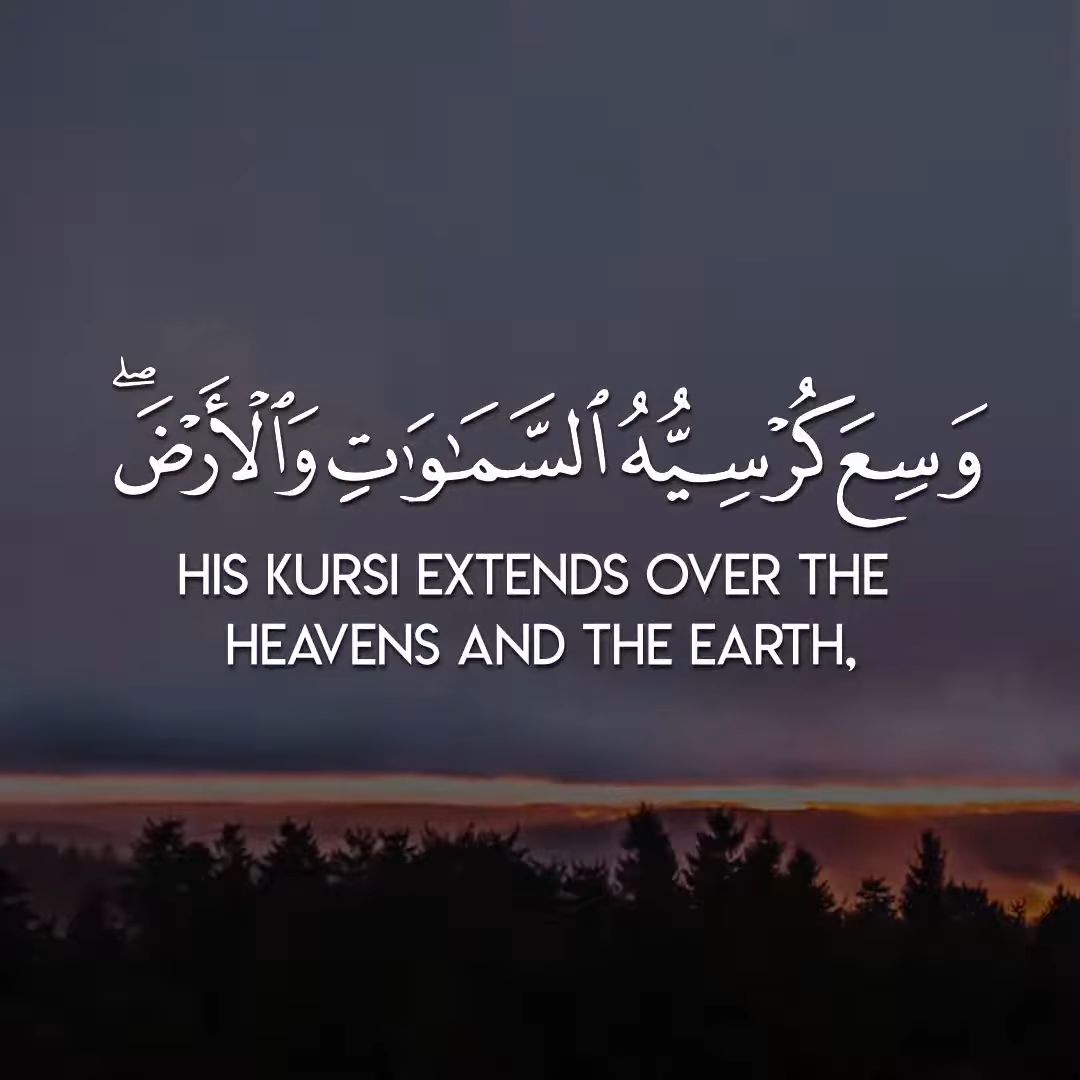 وَسِعَ كُرْسِيُّهُ ٱلسَّمَـٰوَٰتِ وَٱلْأَرْضَ ۖ
HIS KURSI EXTENDS OVER THE
HEAVENS AND THE EARTH,